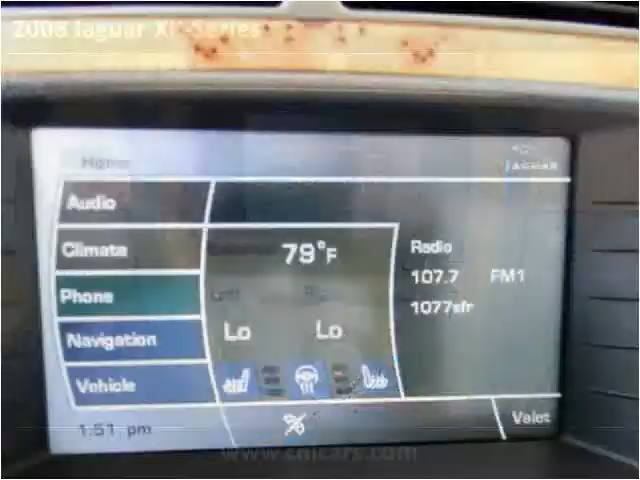 2008 Jaguar XK-Series
Home
JAGUAR
Audio
Climate
79°F
Radio
107.7 FM1
Phone
1077sfr
Lo Lo
Navigation
Vehicle
1:51 pm
Valet
www.cnicars.com